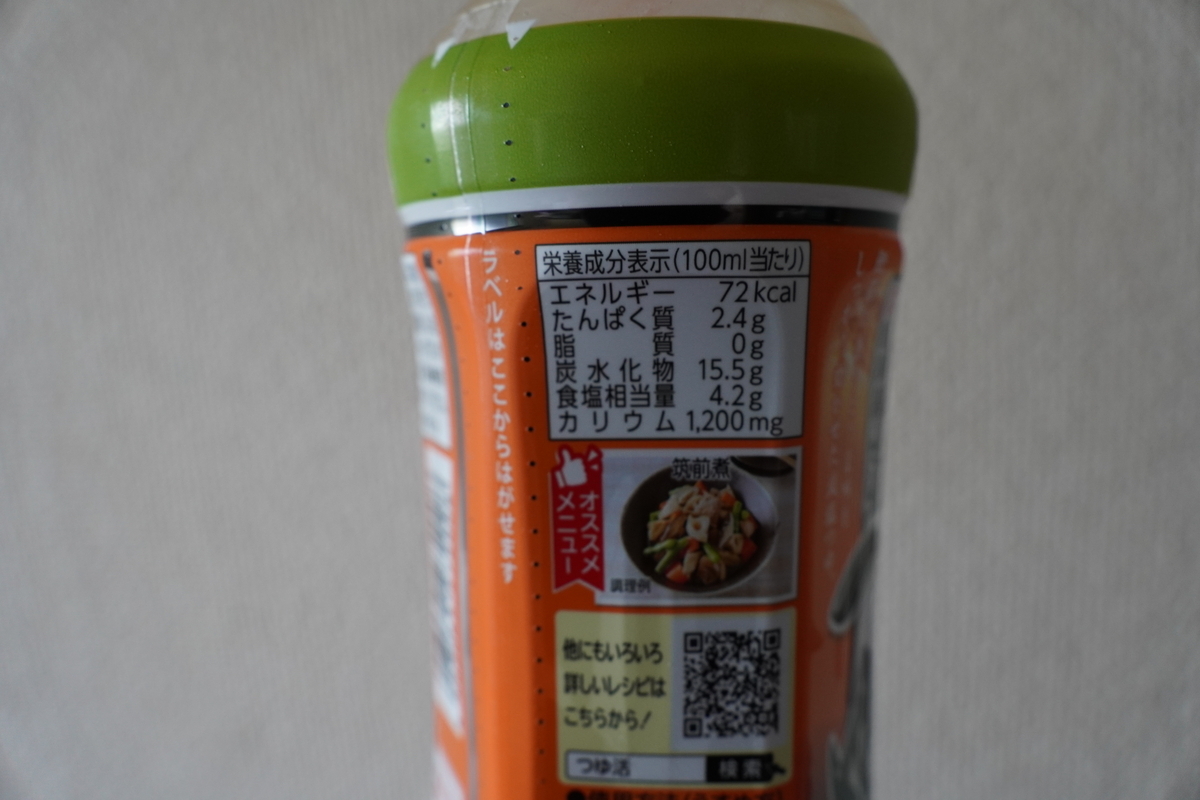 ラベルはここからはがせます
栄養成分表示(100ml当たり)
エネルギー 72kcal
たんぱく質 2.4g
脂質 0g
炭水化物 15.5g
食塩相当量 4.2g
カリウム 1,200mg
オススメ
メニュー
筑前煮
調理例
他にもいろいろ
詳しいレシピは
こちらから!
つゆ活 検索